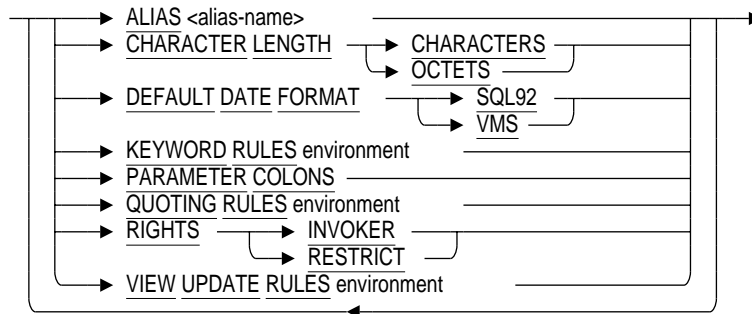 ALIAS <alias-name>
CHARACTER LENGTH CHARACTERS
OCTETS
DEFAULT DATE FORMAT SQL92
VMS
KEYWORD RULES environment
PARAMETER COLONS
QUOTING RULES environment
RIGHTS INVOKER
RESTRICT
VIEW UPDATE RULES environment